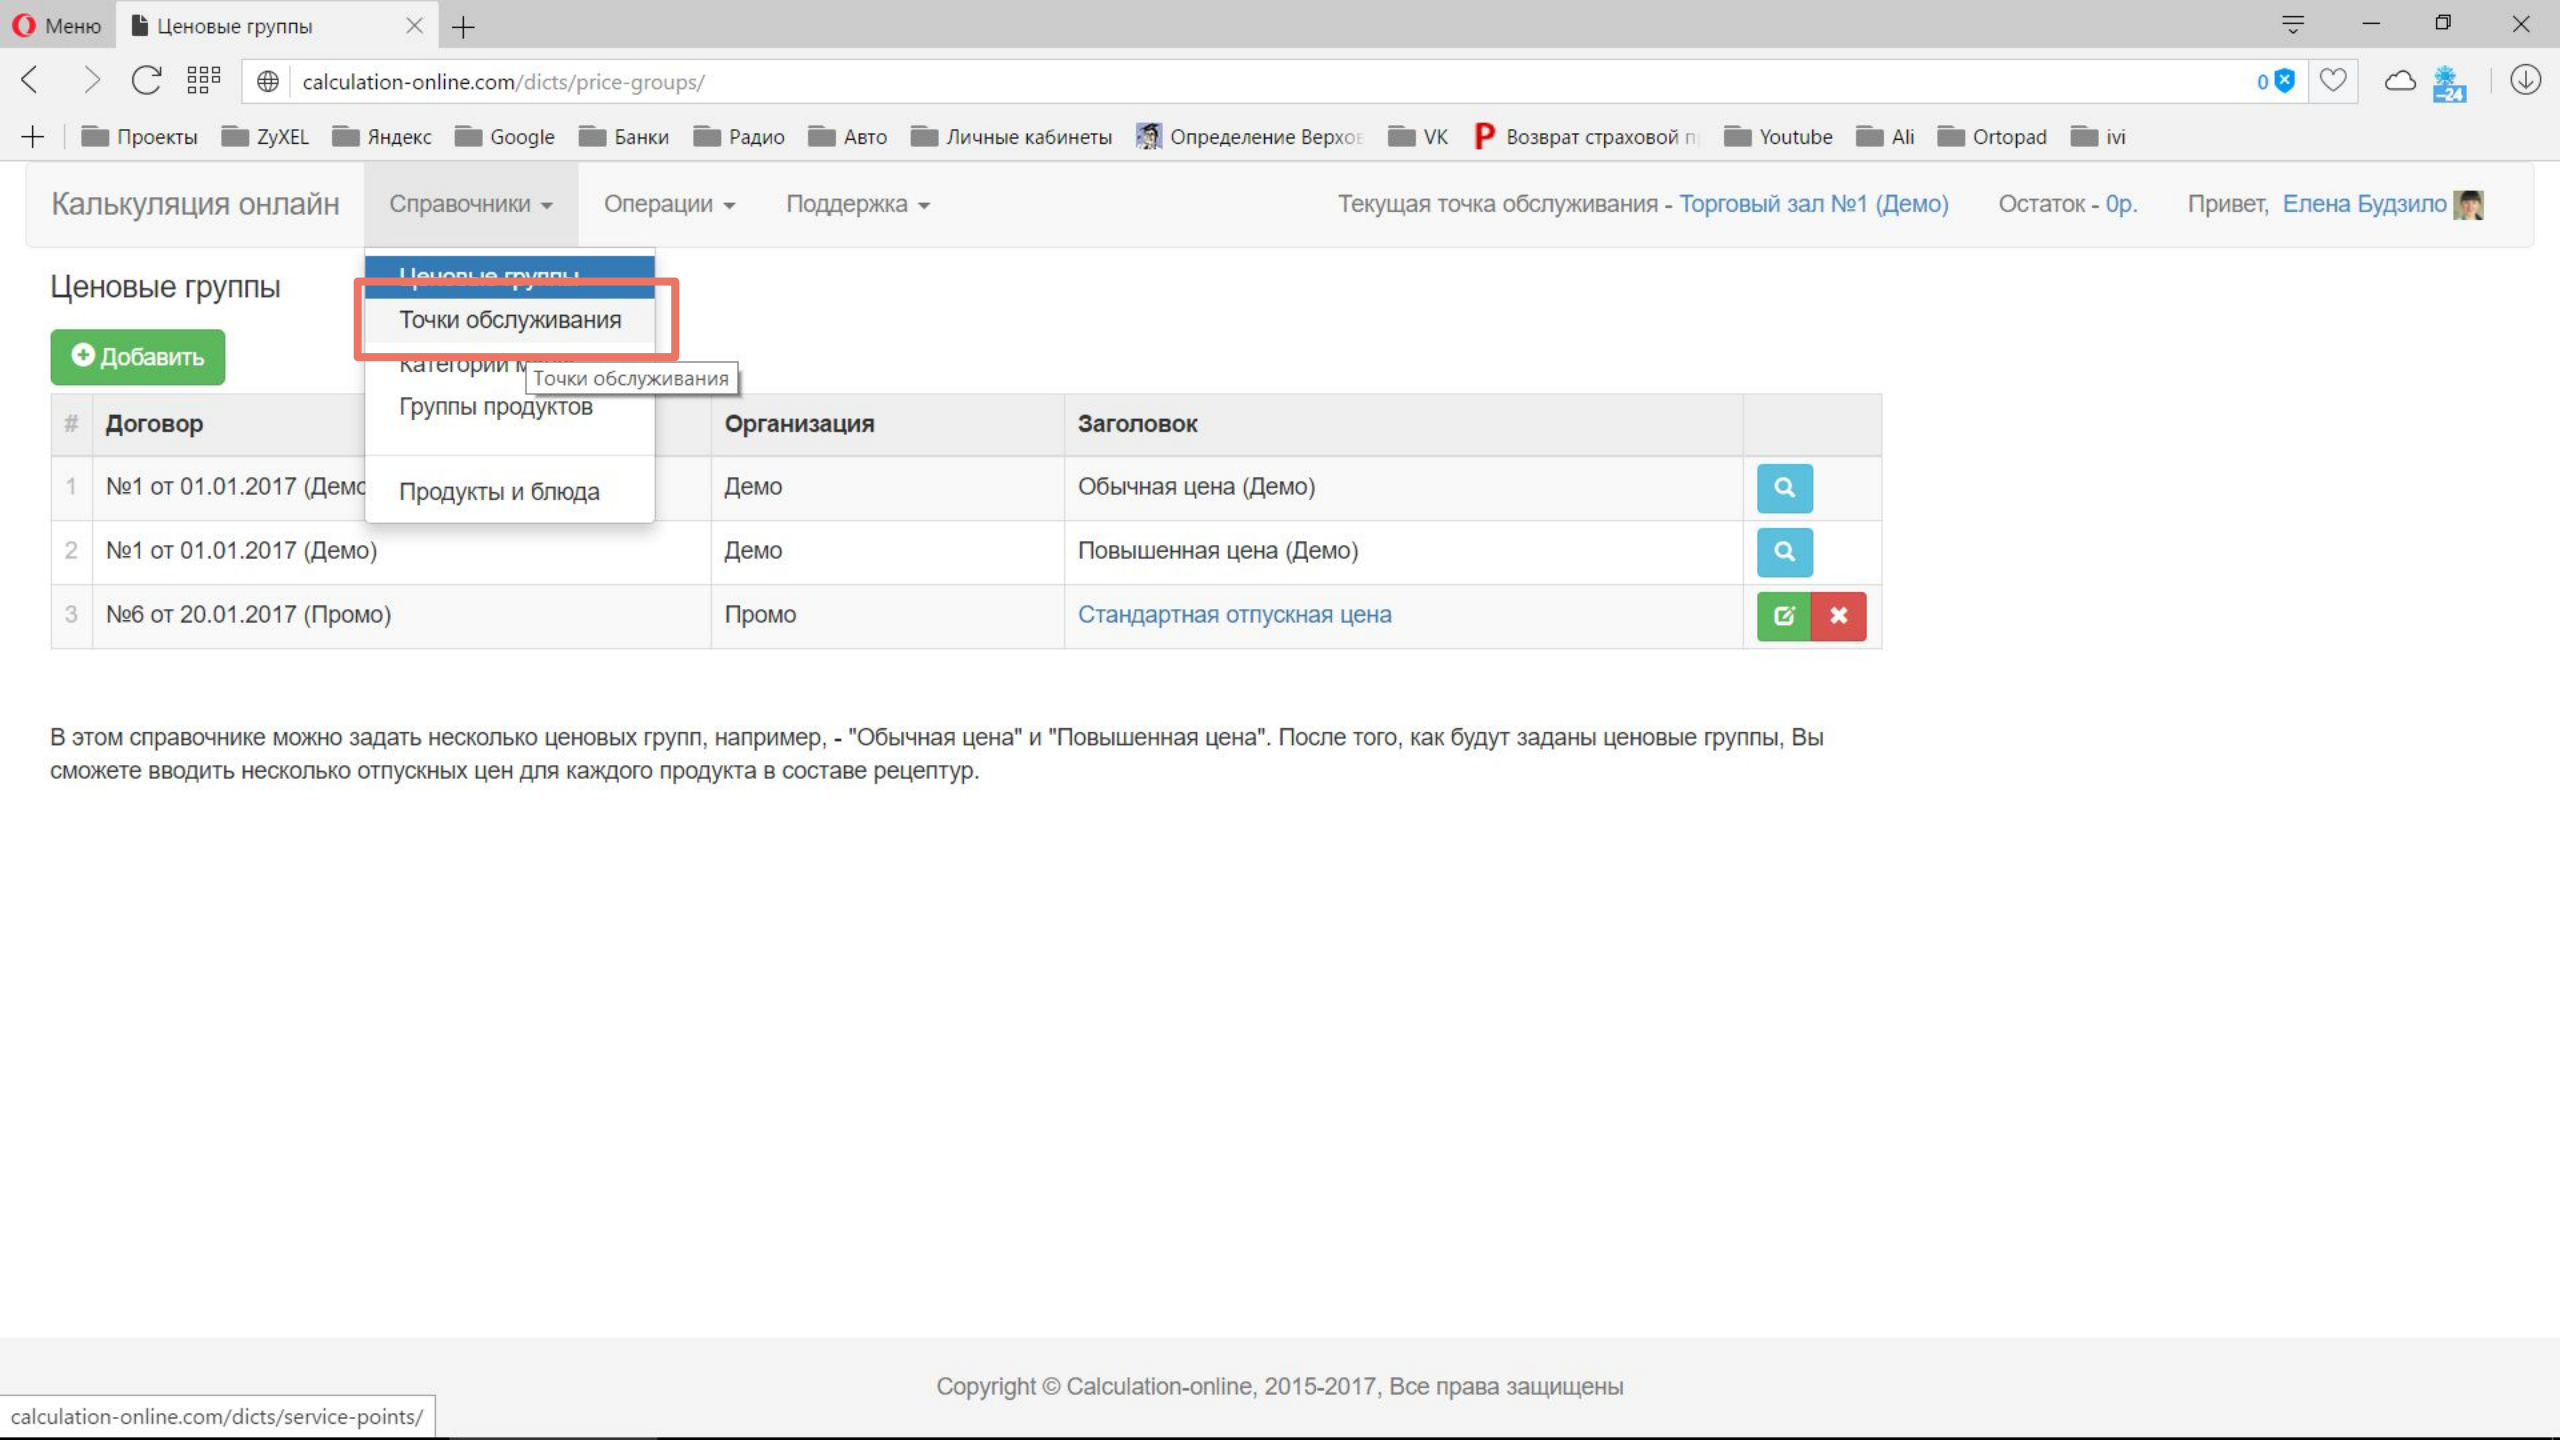 Меню Ценовые группы
calculation-online.com/dicts/price-groups/ 0 -24
Проекты ZyXEL Яндекс Google Банки Радио Авто Личные кабинеты Определение Верхов VK Возврат страховой п Youtube Ali Ortopad ivi
Калькуляция онлайн Справочники Операции Поддержка Текущая точка обслуживания - Торговый зал №1 (Демо) Остаток - 0р. Привет, Елена Будзило
Ценовые группы
Ценовые группы
Точки обслуживания
Добавить
Категории м
Точки обслуживания
Группы продуктов
Продукты и блюда
# Договор Организация Заголовок
1 №1 от 01.01.2017 (Демо Демо Обычная цена (Демо)
2 №1 от 01.01.2017 (Демо) Демо Повышенная цена (Демо)
3 №6 от 20.01.2017 (Промо) Промо Стандартная отпускная цена
В этом справочнике можно задать несколько ценовых групп, например, - "Обычная цена" и "Повышенная цена". После того, как будут заданы ценовые группы, Вы
сможете вводить несколько отпускных цен для каждого продукта в составе рецептур.
Copyright © Calculation-online, 2015-2017, Все права защищены
calculation-online.com/dicts/service-points/